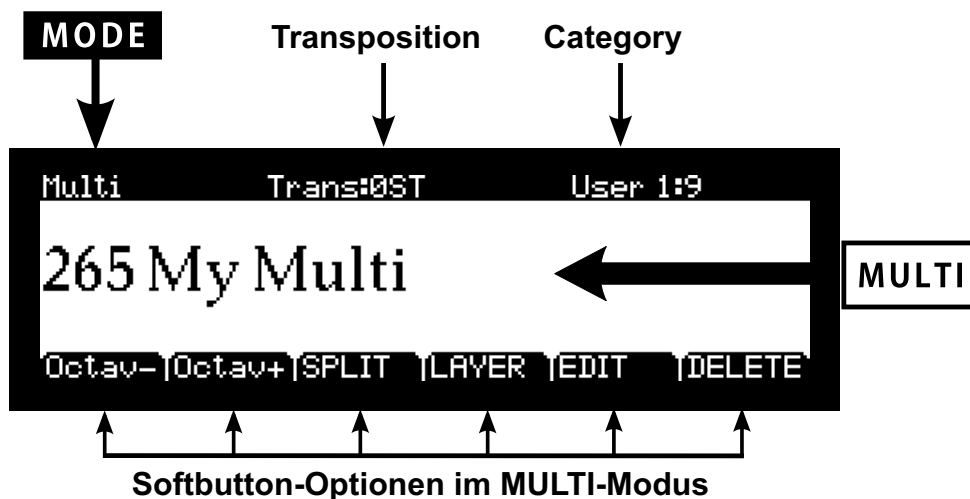 MODE
Transposition
Category
Multi Trans:0ST User 1:9
265 My Multi
MULTI
Octav- Octav+ SPLIT LAYER EDIT DELETE
Softbutton-Optionen im MULTI-Modus